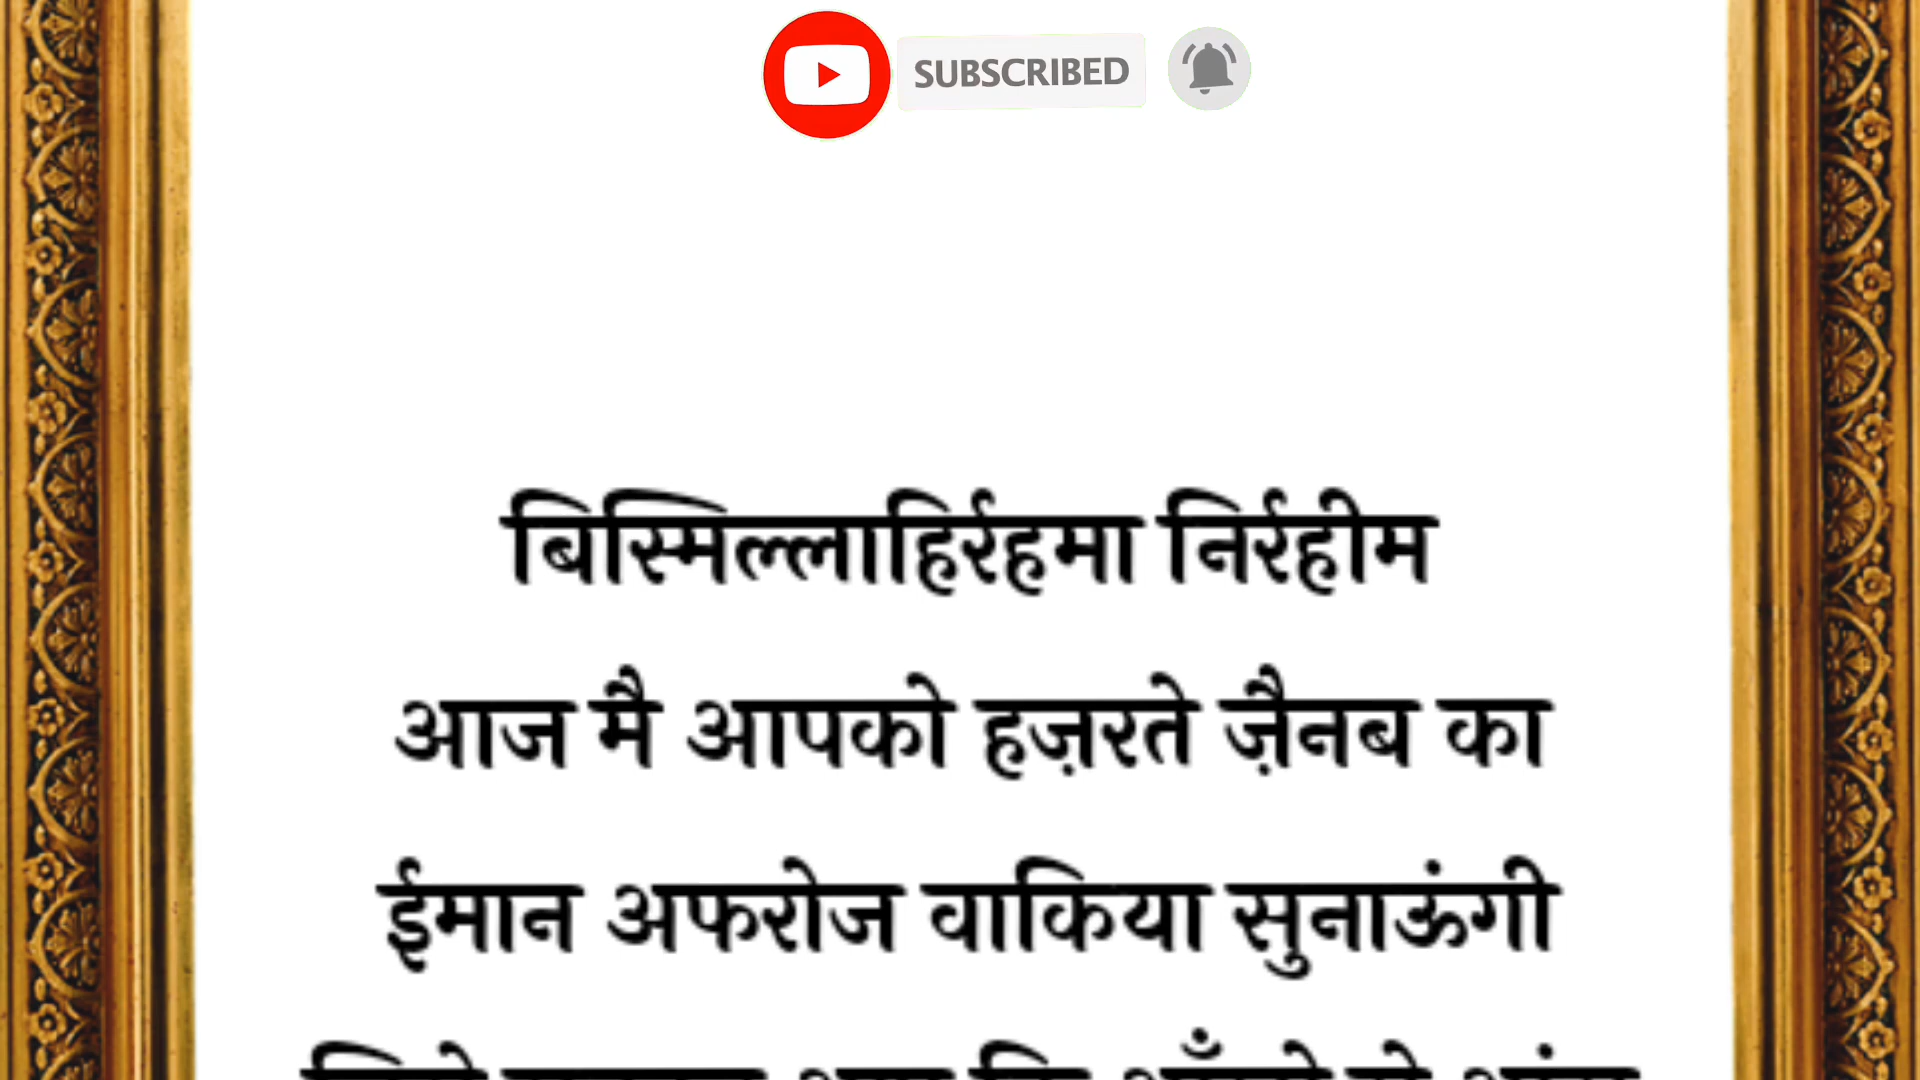 SUBSCRIBED
बिस्मिल्लाहिर्रहमा निर्रहीम
आज मै आपको हज़रते ज़ैनब का
ईमान अफरोज वाकिया सुनाऊंगी